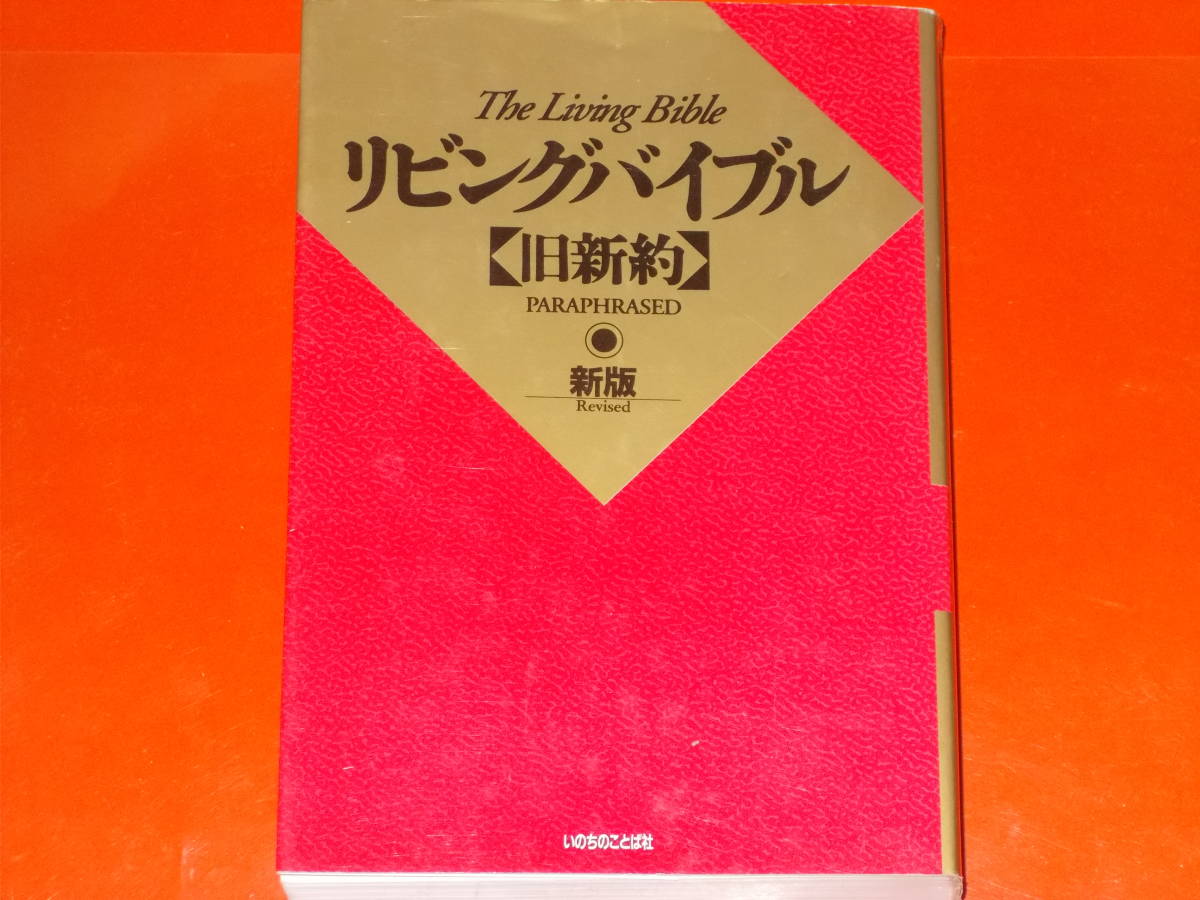 The Living Bible
リビングバイブル
【旧新約】
PARAPHRASED
新版
Revised
いのちのことば社